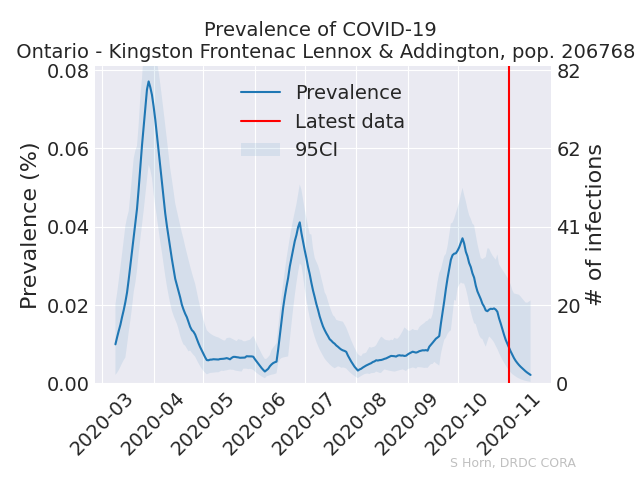 Prevalence of COVID-19
Ontario - Kingston Frontenac Lennox & Addington, pop. 206768
Prevalence (%)
0.08
0.06
0.04
0.02
0.00
Prevalence
Latest data
95CI
82
62
41
20
0
# of infections
2020-03
2020-04
2020-05
2020-06
2020-07
2020-08
2020-09
2020-10
2020-11
S Horn, DRDC CORA